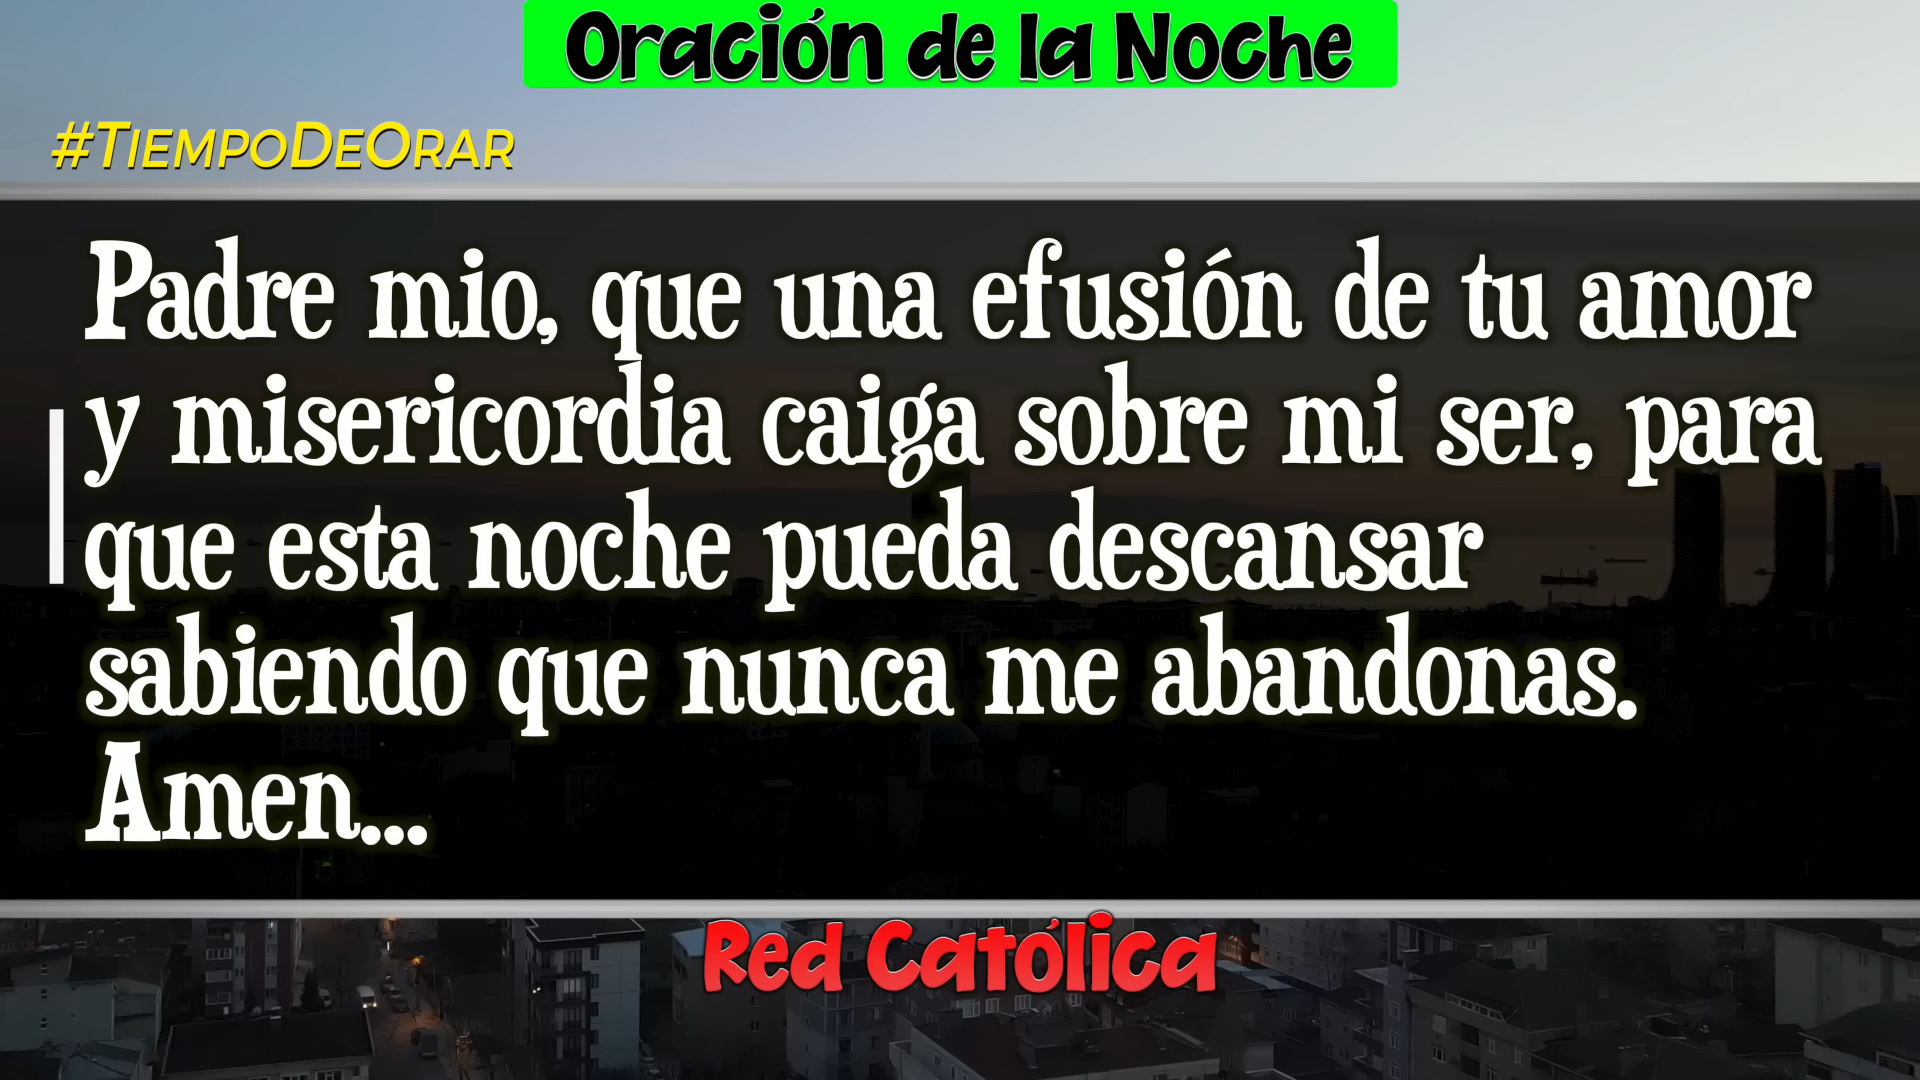 Oración de la Noche
#TiempoDeOrar
Padre mio, que una efusión de tu amor
y misericordia caiga sobre mi ser, para
que esta noche pueda descansar
sabiendo que nunca me abandonas.
Amen...
Red Católica